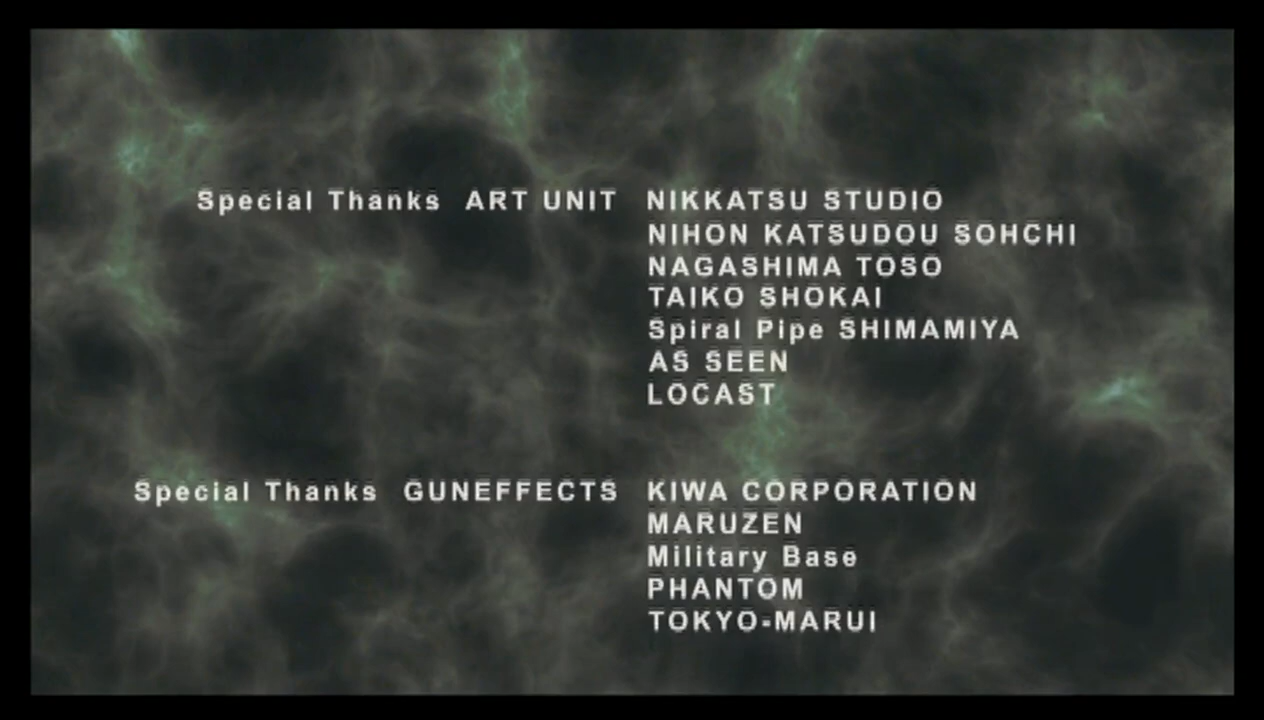 Special Thanks ART UNIT NIKKATSU STUDIO
NIHON KATSUDOU SOHCHI
NAGASHIMA TOSO
TAIKO SHOKAI
Spiral Pipe SHIMAMIYA
AS SEEN
LOCAST
Special Thanks GUNEFFECTS KIWA CORPORATION
MARUZEN
Military Base
PHANTOM
TOKYO-MARUI